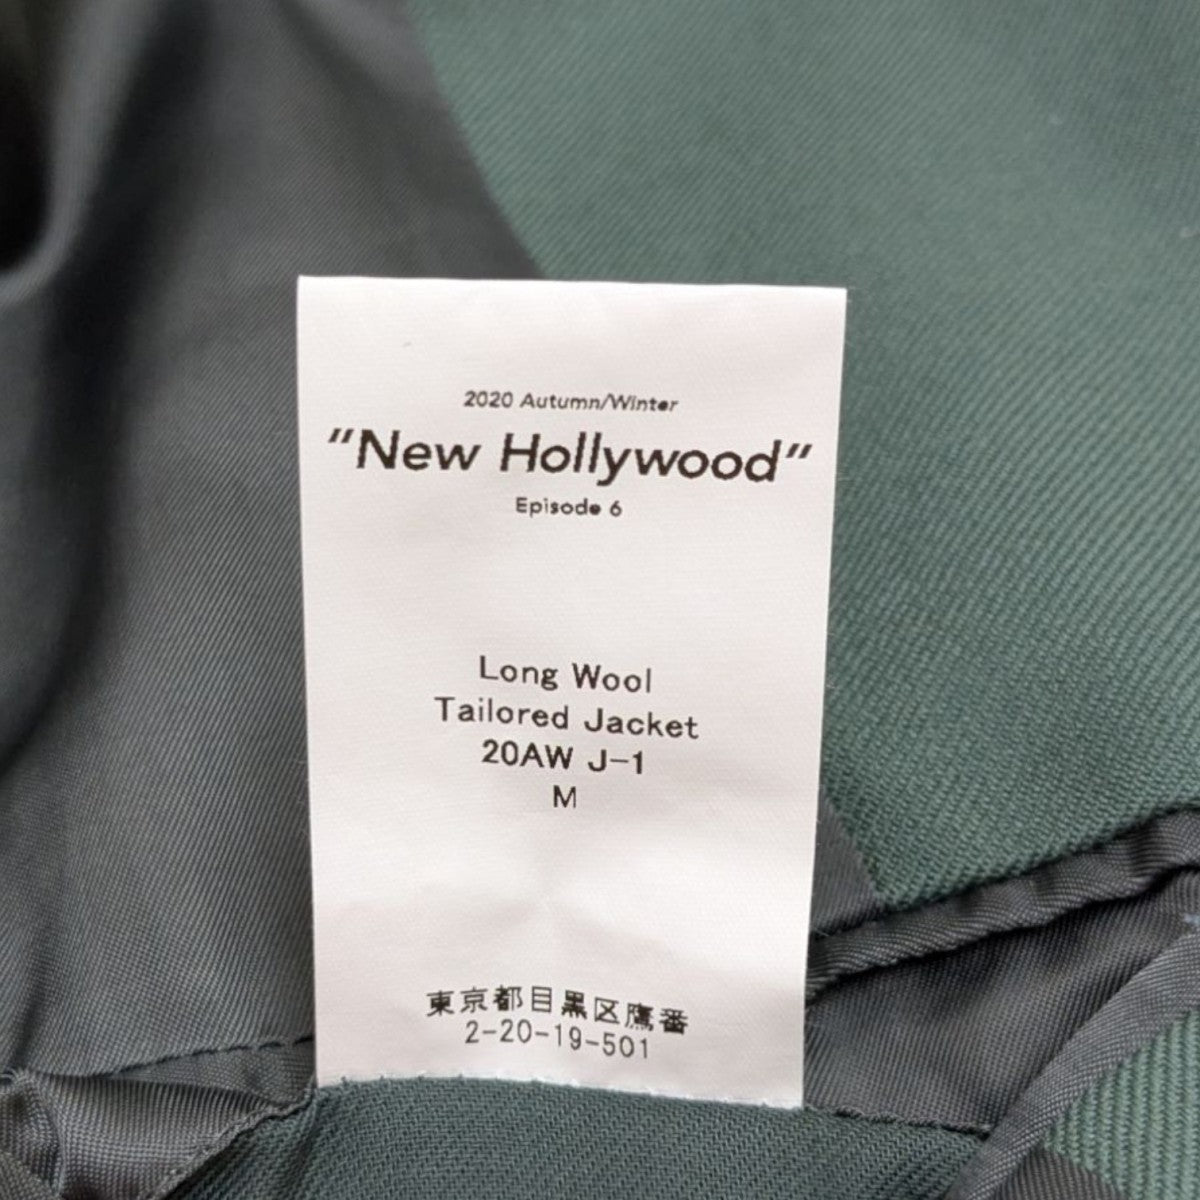 2020 Autumn/Winter
"New Hollywood"
Episode 6
Long Wool
Tailored Jacket
20AW J-1
M
東京都目黒区鷹番
2-20-19-501